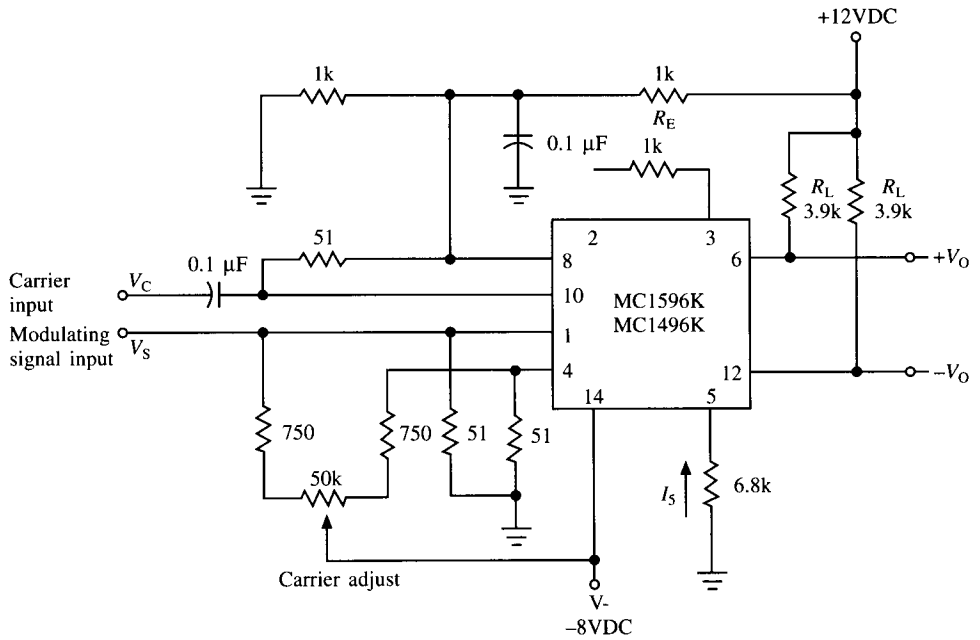 +12VDC
1k
1k
R_E
0.1 µF
1k
R_L
3.9k
R_L
3.9k
51
2
3
8
6
+V_O
0.1 µF
Carrier
input
V_C
10
MC1596K
MC1496K
Modulating
signal input
V_S
1
4
12
-V_O
14
5
750
750
51
51
50k
I_5
6.8k
Carrier adjust
V-
–8VDC